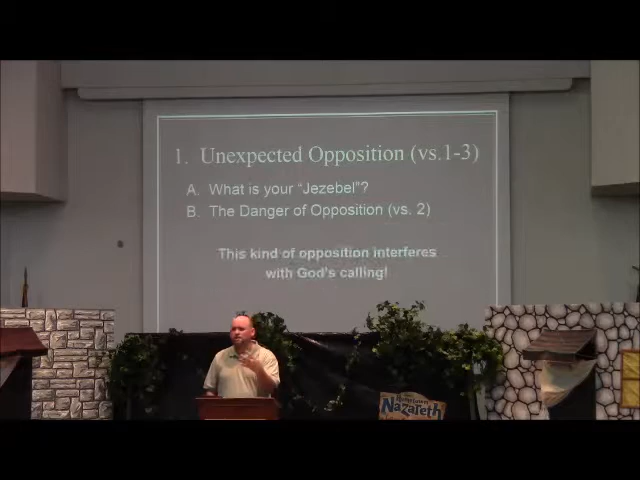 1. Unexpected Opposition (vs.1-3)
A. What is your “Jezebel”?
B. The Danger of Opposition (vs. 2)
This kind of opposition interferes
with God's calling!
Hometown
Nazareth